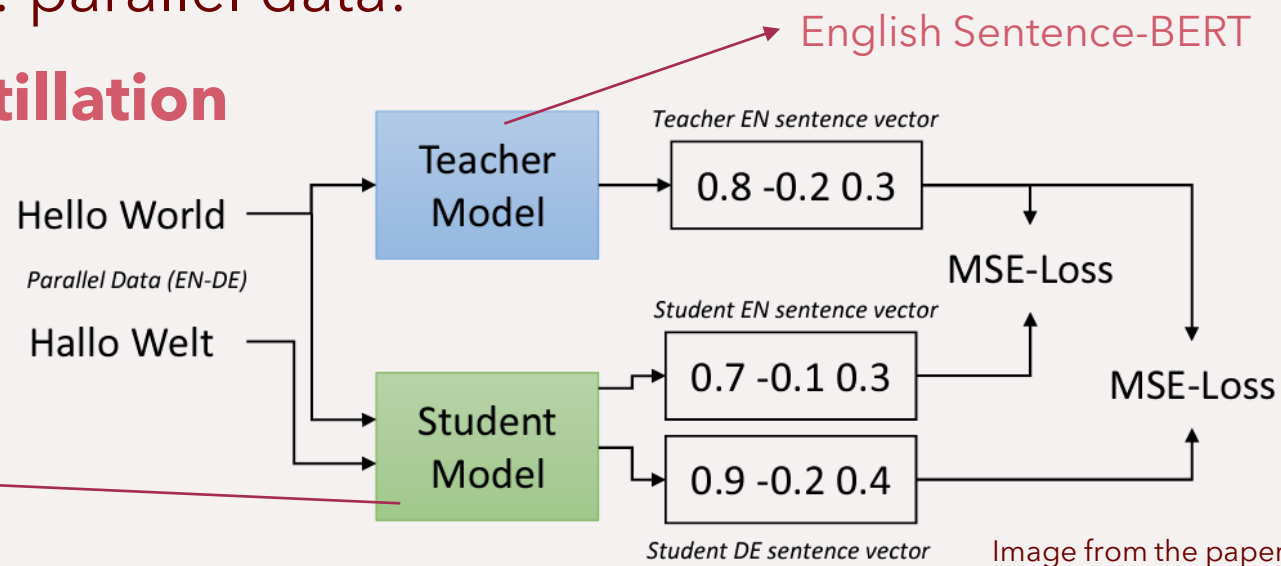 parallel data.
English Sentence-BERT
tillation
Teacher EN sentence vector
Teacher
Model
0.8 -0.2 0.3
Hello World
MSE-Loss
Parallel Data (EN-DE)
Student EN sentence vector
Hallo Welt
0.7 -0.1 0.3
MSE-Loss
Student
Model
0.9 -0.2 0.4
Student DE sentence vector
Image from the paper